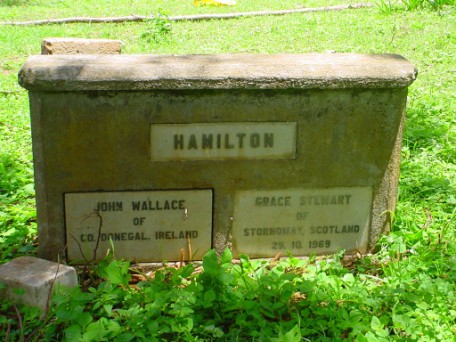 HAMILTON
JOHN WALLACE
OF
CO. DONEGAL, IRELAND
GRACE STEWART
OF
STORNOWAY, SCOTLAND
29. 10. 1969